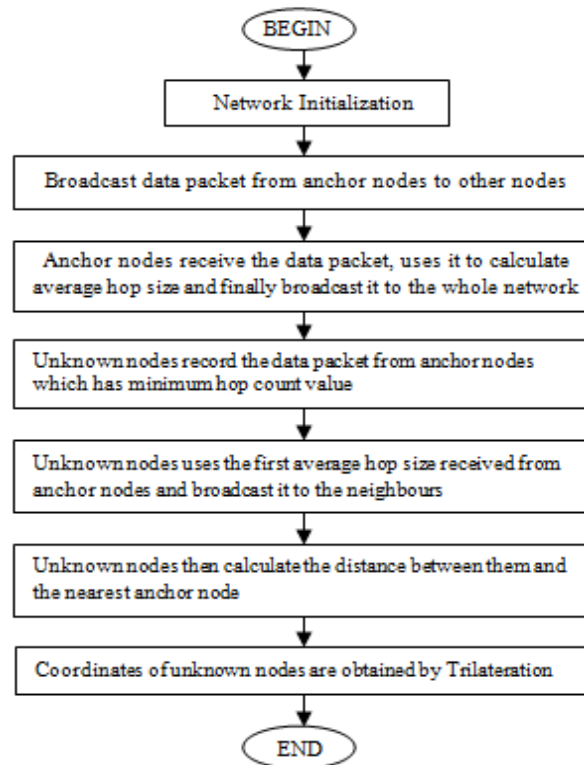 BEGIN
Network Initialization
Broadcast data packet from anchor nodes to other nodes
Anchor nodes receive the data packet, uses it to calculate
average hop size and finally broadcast it to the whole network
Unknown nodes record the data packet from anchor nodes
which has minimum hop count value
Unknown nodes uses the first average hop size received from
anchor nodes and broadcast it to the neighbours
Unknown nodes then calculate the distance between them and
the nearest anchor node
Coordinates of unknown nodes are obtained by Trilateration
END